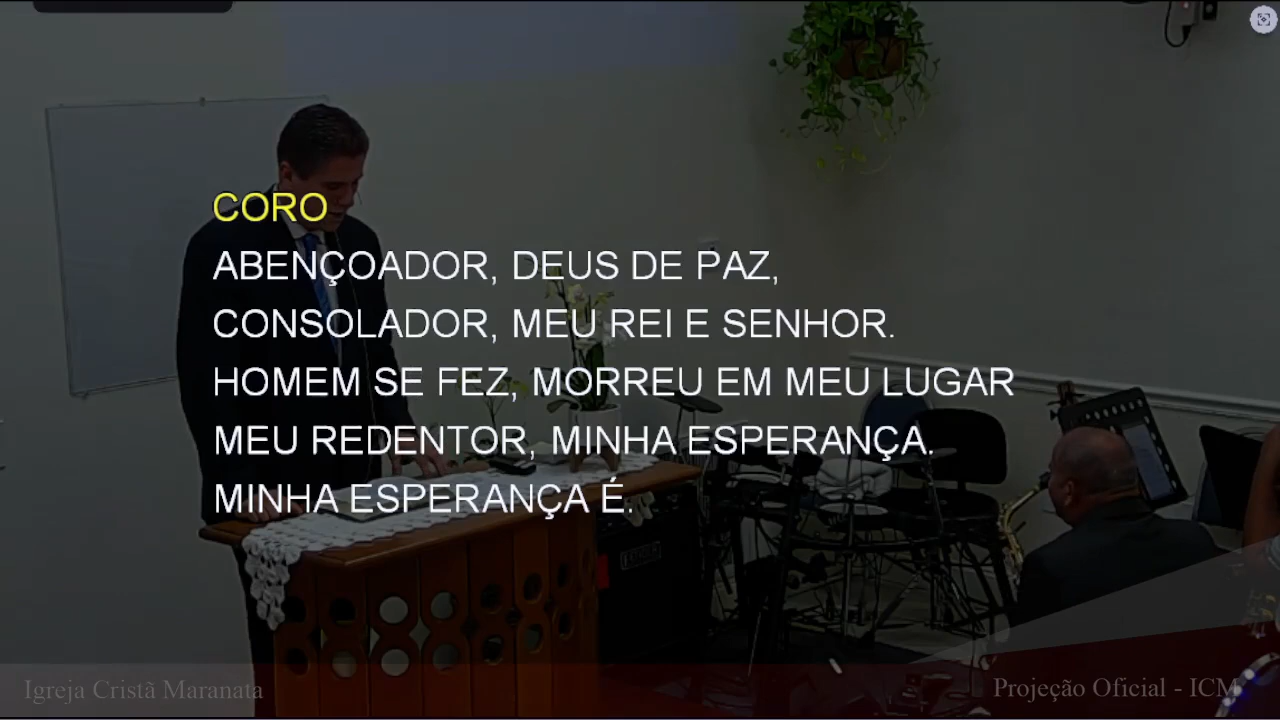 CORO
ABENÇOADOR, DEUS DE PAZ,
CONSOLADOR, MEU REI E SENHOR.
HOMEM SE FEZ, MORREU EM MEU LUGAR
MEU REDENTOR, MINHA ESPERANÇA.
MINHA ESPERANÇA É.
Igreja Cristã Maranata
Projeção Oficial - ICM